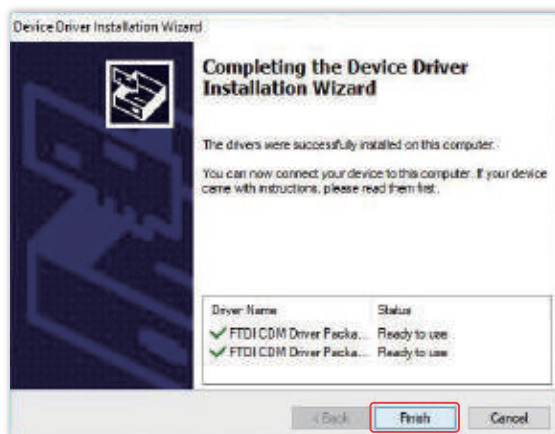 Device Driver Installation Wizard
Completing the Device Driver
Installation Wizard
The drivers were successfully installed on this computer.
You can now connect your device to this computer. If your device
came with instructions, please read them first.
Driver Name Status
FTDI CDM Driver Packa... Ready to use
FTDI CDM Driver Packa... Ready to use
< Back Finish Cancel